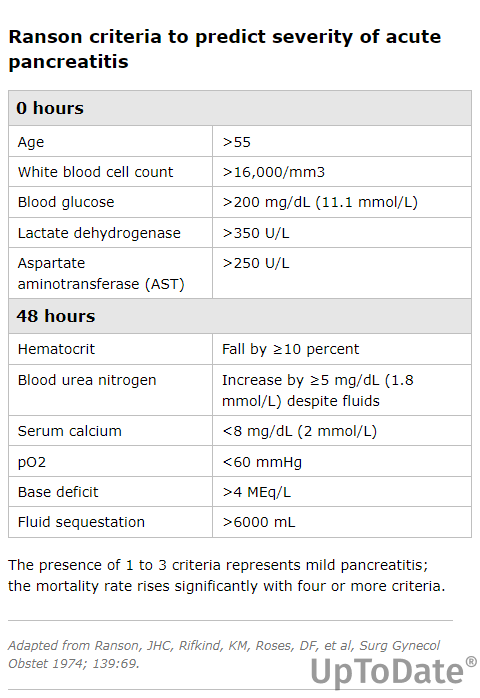 Ranson criteria to predict severity of acute
pancreatitis
0 hours
Age >55
White blood cell count >16,000/mm3
Blood glucose >200 mg/dL (11.1 mmol/L)
Lactate dehydrogenase >350 U/L
Aspartate
aminotransferase (AST) >250 U/L
48 hours
Hematocrit Fall by ≥10 percent
Blood urea nitrogen Increase by ≥5 mg/dL (1.8
mmol/L) despite fluids
Serum calcium <8 mg/dL (2 mmol/L)
pO2 <60 mmHg
Base deficit >4 MEq/L
Fluid sequestation >6000 mL
The presence of 1 to 3 criteria represents mild pancreatitis;
the mortality rate rises significantly with four or more criteria.
Adapted from Ranson, JHC, Rifkind, KM, Roses, DF, et al, Surg Gynecol
Obstet 1974; 139:69.
UpToDate®